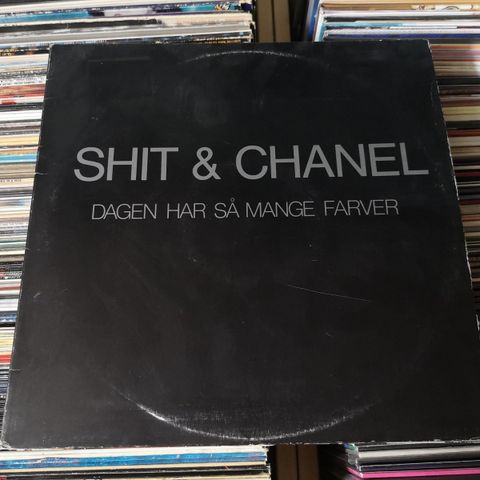 SHIT & CHANEL
DAGEN HAR SÅ MANGE FARVER